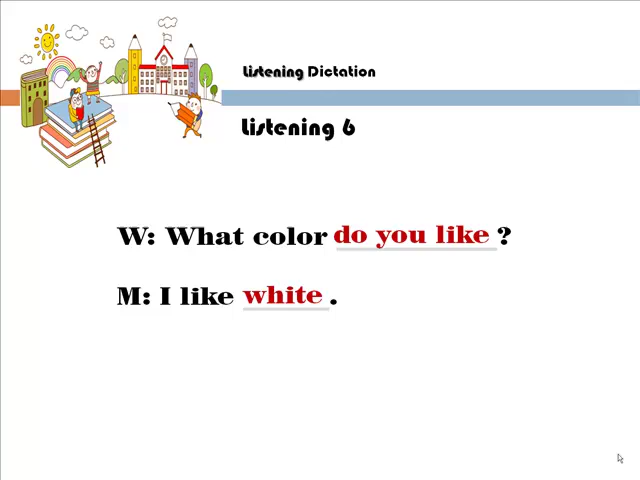 Listening Dictation
Listening 6
W: What color do you like ?
M: I like white.